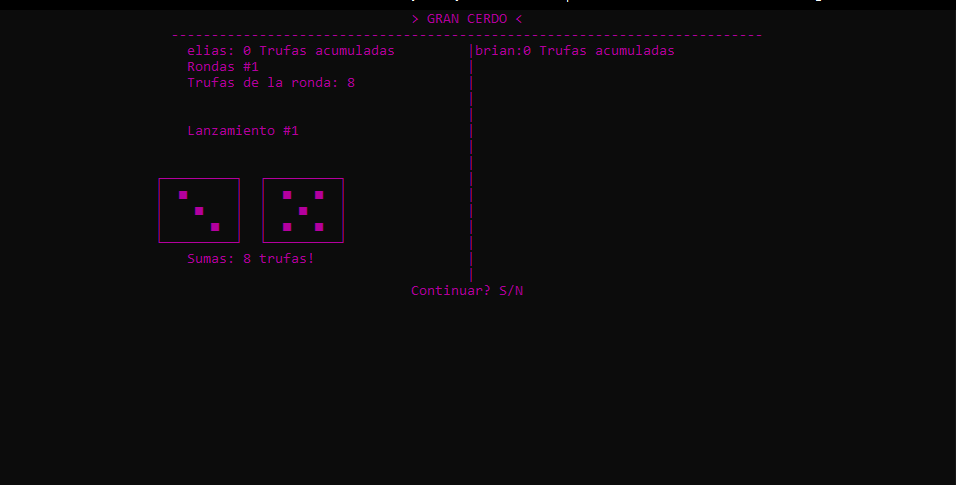 > GRAN CERDO <
elias: 0 Trufas acumuladas |brian:0 Trufas acumuladas
Rondas #1
Trufas de la ronda: 8
Lanzamiento #1
Sumas: 8 trufas!
Continuar? S/N